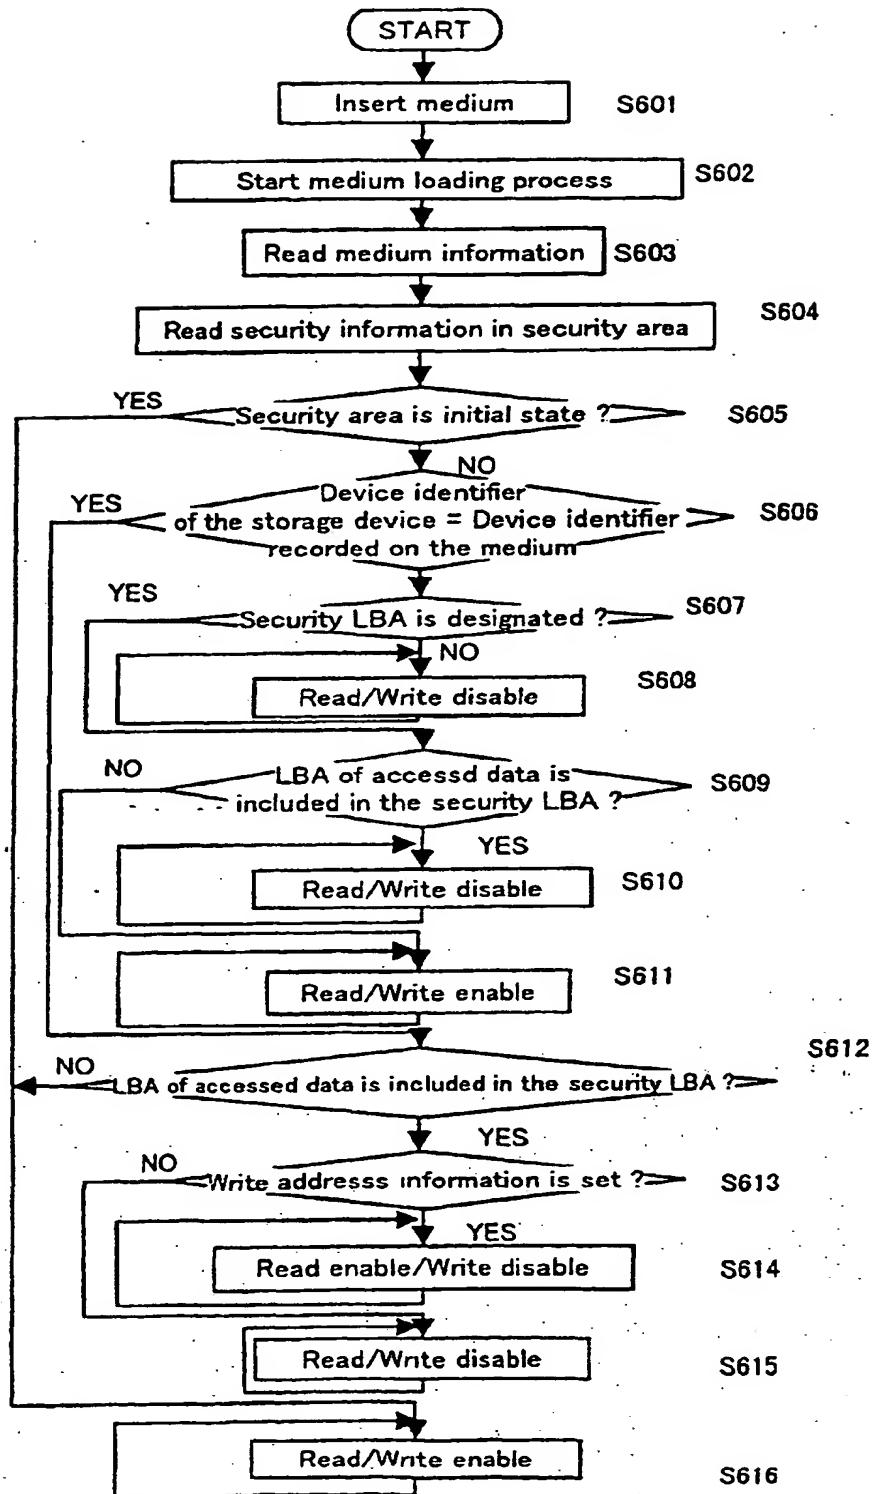 START
Insert medium S601
Start medium loading process S602
Read medium information S603
Read security information in security area S604
YES
Security area is initial state ? S605
NO
YES
Device identifier
of the storage device = Device identifier
recorded on the medium
S606
YES
Security LBA is designated ? S607
NO
Read/Write disable S608
NO
LBA of accessd data is
included in the security LBA ?
S609
YES
Read/Write disable S610
Read/Write enable S611
S612
NO
LBA of accessed data is included in the security LBA ?
YES
NO
Write addresss information is set ? S613
YES
Read enable/Write disable S614
Read/Write disable S615
Read/Write enable S616